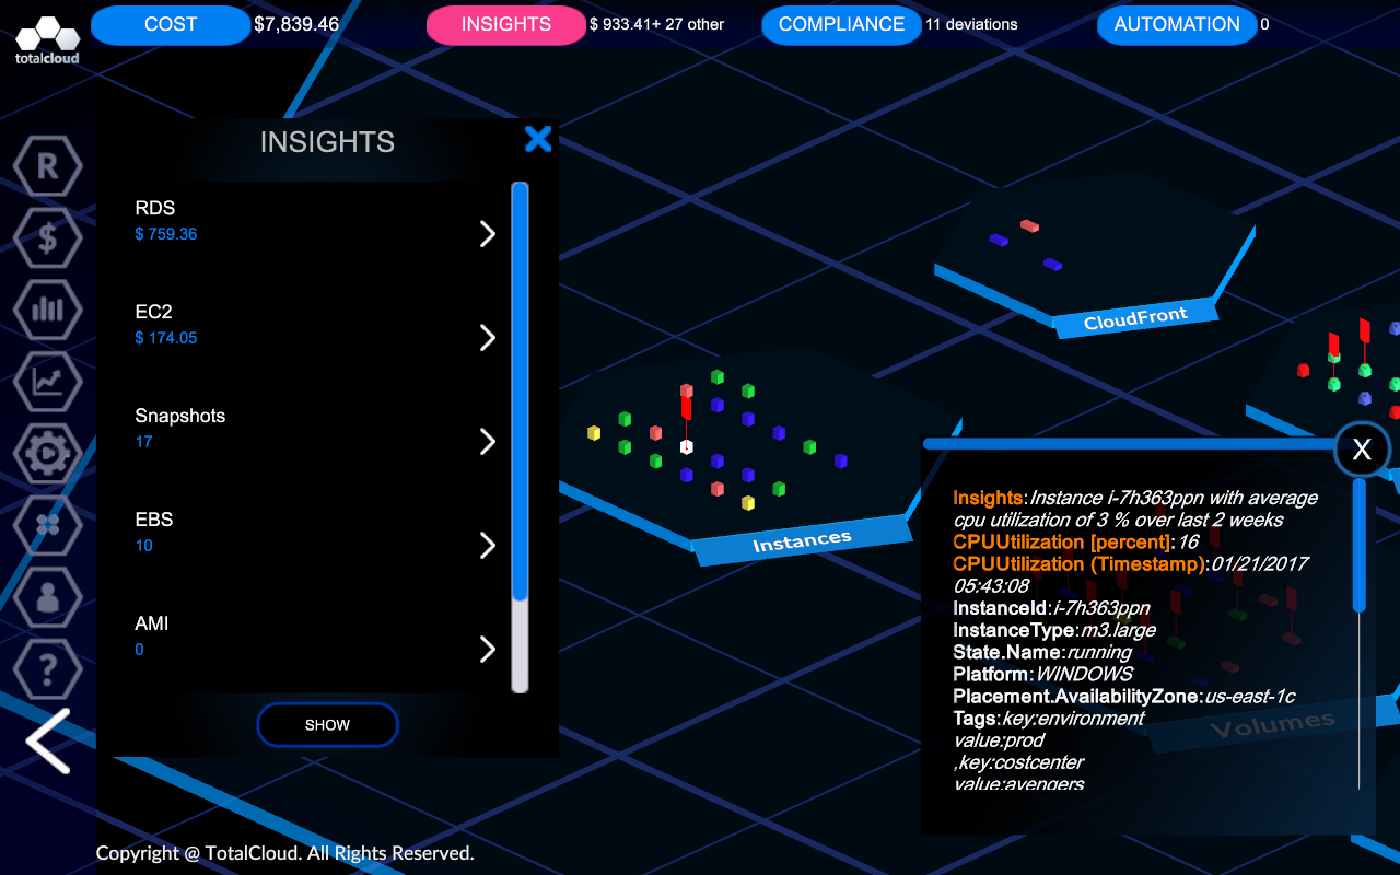 COST $7,839.46 INSIGHTS $ 933.41+ 27 other COMPLIANCE 11 deviations AUTOMATION 0
totalcloud
INSIGHTS
R
$
?
RDS
$ 759.36
EC2
$ 174.05
Snapshots
17
EBS
10
AMI
0
SHOW
CloudFront
Instances
X
Insights:Instance i-7h363ppn with average
cpu utilization of 3 % over last 2 weeks
CPUUtilization [percent]:16
CPUUtilization (Timestamp):01/21/2017
05:43:08
InstanceId:i-7h363ppn
InstanceType:m3.large
State.Name:running
Platform:WINDOWS
Placement.AvailabilityZone:us-east-1c
Tags:key:environment
value:prod
,key:costcenter
value:avengers
Volumes
Copyright @ TotalCloud. All Rights Reserved.